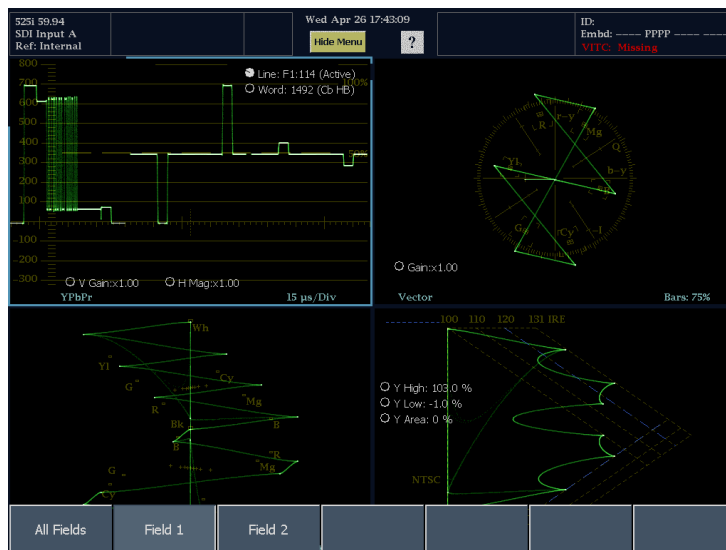 525i 59.94
SDI Input A
Ref: Internal
Wed Apr 26 17:43:09
Hide Menu
?
ID:
Embd: ---- PPPP ---- ----
VITC: Missing
800
700
600
500
400
300
200
100
-100
-200
-300
Line: F1:114 (Active)
100%
Word: 1492 (Cb HB)
50%
V Gain:x1.00
H Mag:x1.00
YPbPr
15 µs/Div
R
r-y
Mg
Q
YI
b-y
B
G
Cy
-I
Gain:x1.00
Vector
Bars: 75%
Wh
YI
Cy
G
Mg
R
Bk
B
B
R
G
Mg
Cy
100 110 120 131 IRE
Y High: 103.0 %
Y Low: -1.0 %
Y Area: 0 %
NTSC
All Fields
Field 1
Field 2